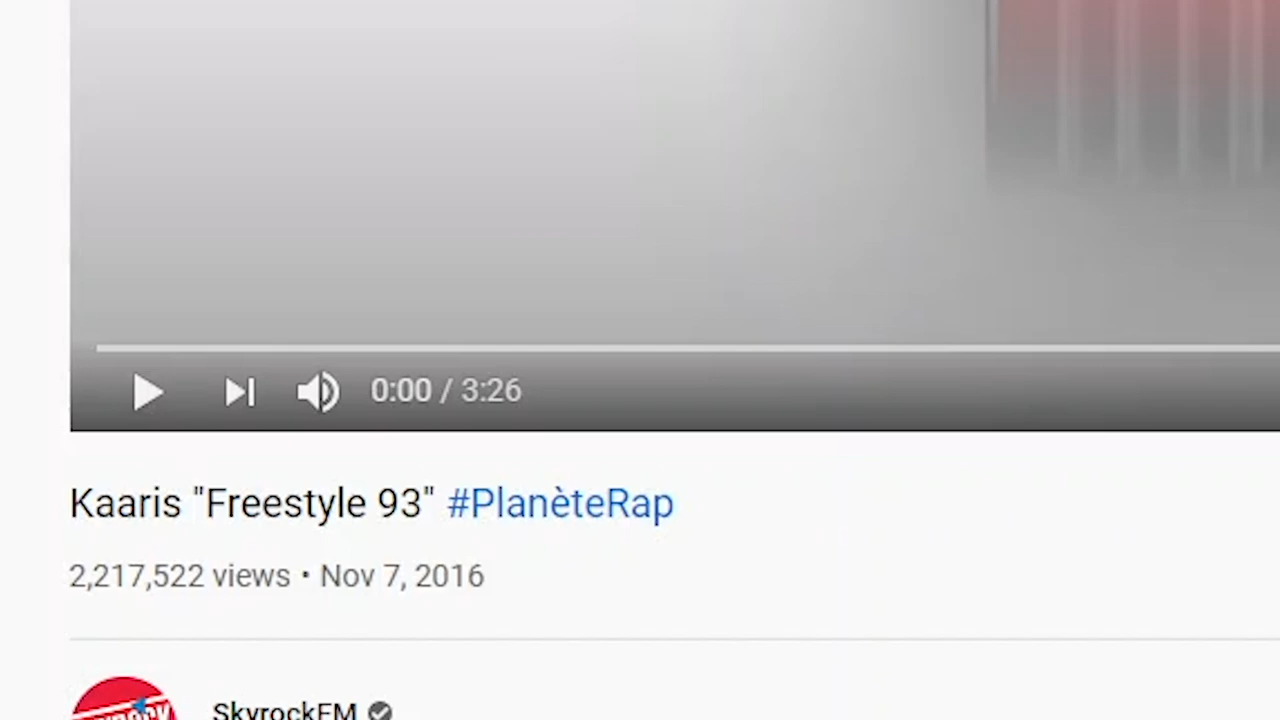 0:00 / 3:26
Kaaris "Freestyle 93" #PlanèteRap
2,217,522 views • Nov 7, 2016
SkyrockFM